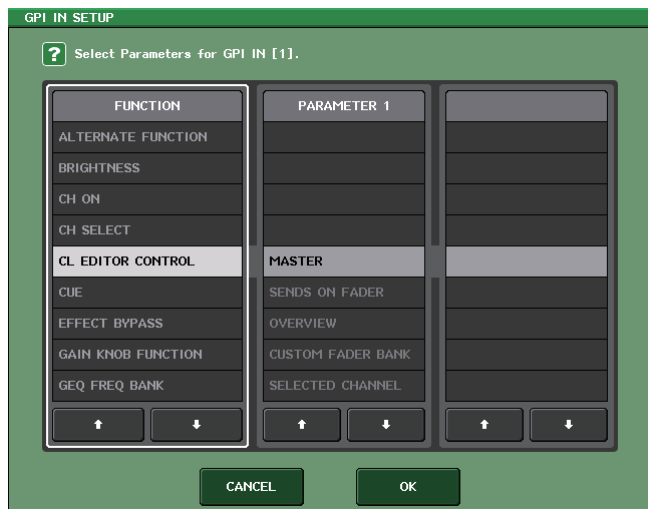 GPI IN SETUP
? Select Parameters for GPI IN [1].
FUNCTION
ALTERNATE FUNCTION
BRIGHTNESS
CH ON
CH SELECT
CL EDITOR CONTROL
CUE
EFFECT BYPASS
GAIN KNOB FUNCTION
GEQ FREQ BANK
PARAMETER 1
MASTER
SENDS ON FADER
OVERVIEW
CUSTOM FADER BANK
SELECTED CHANNEL
CANCEL
OK